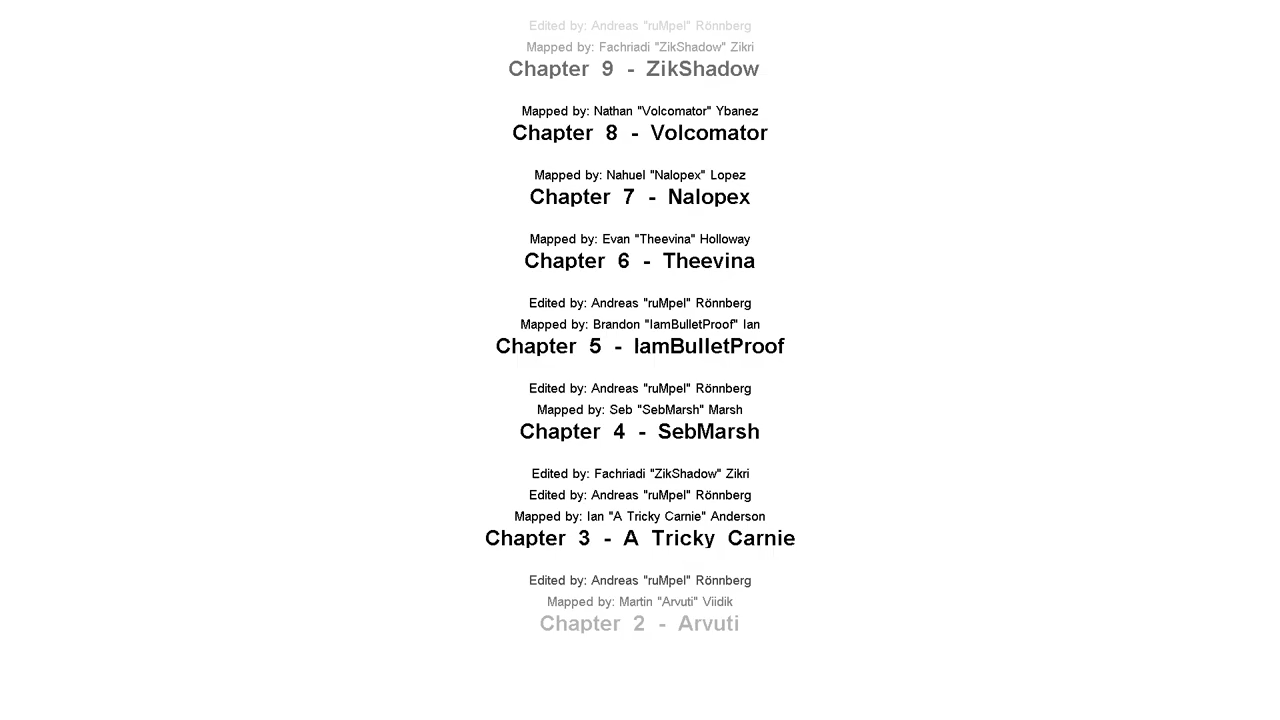 Edited by: Andreas "ruMpel" Rönnberg
Mapped by: Fachriadi "ZikShadow" Zikri
Chapter 9 - ZikShadow
Mapped by: Nathan "Volcomator" Ybanez
Chapter 8 - Volcomator
Mapped by: Nahuel "Nalopex" Lopez
Chapter 7 - Nalopex
Mapped by: Evan "Theevina" Holloway
Chapter 6 - Theevina
Edited by: Andreas "ruMpel" Rönnberg
Mapped by: Brandon "IamBulletProof" Ian
Chapter 5 - IamBulletProof
Edited by: Andreas "ruMpel" Rönnberg
Mapped by: Seb "SebMarsh" Marsh
Chapter 4 - SebMarsh
Edited by: Fachriadi "ZikShadow" Zikri
Edited by: Andreas "ruMpel" Rönnberg
Mapped by: Ian "A Tricky Carnie" Anderson
Chapter 3 - A Tricky Carnie
Edited by: Andreas "ruMpel" Rönnberg
Mapped by: Martin "Arvuti" Viidik
Chapter 2 - Arvuti